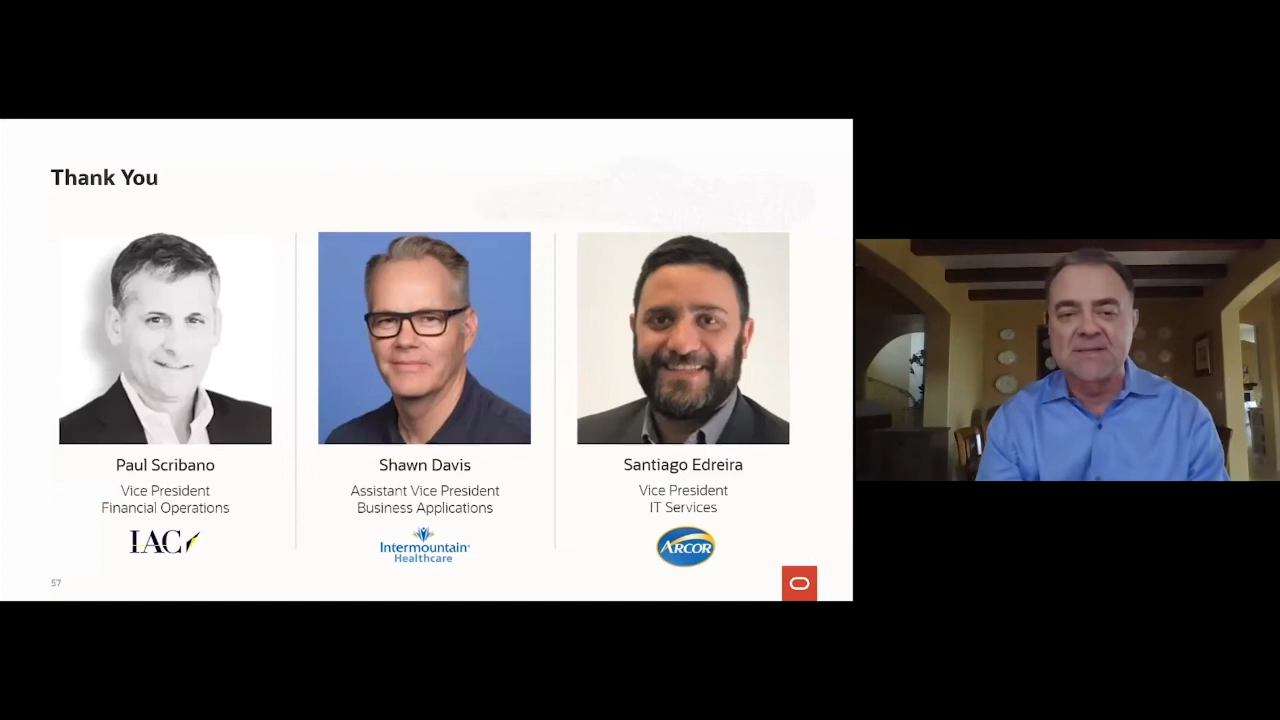 Thank You
Paul Scribano
Vice President
Financial Operations
IAC
Shawn Davis
Assistant Vice President
Business Applications
Intermountain
Healthcare
Santiago Edreira
Vice President
IT Services
ARCOR
57